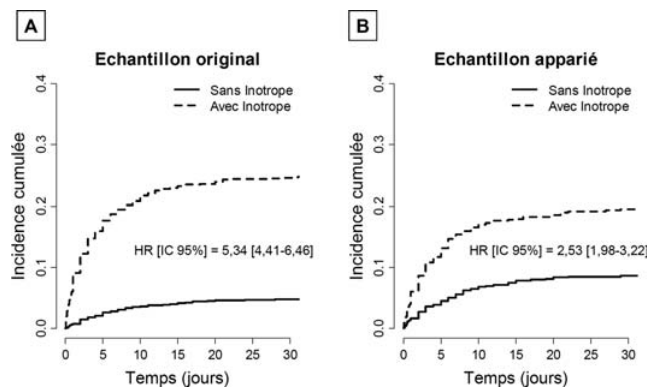 A
Echantillon original
Sans Inotrope
Avec Inotrope
Incidence cumulée
0.4
0.3
0.2
0.1
0.0
HR [IC 95%] = 5,34 [4,41-6,46]
0 5 10 15 20 25 30
Temps (jours)
B
Echantillon apparié
Sans Inotrope
Avec Inotrope
Incidence cumulée
0.4
0.3
0.2
0.1
0.0
HR [IC 95%] = 2,53 [1,98-3,22]
0 5 10 15 20 25 30
Temps (jours)